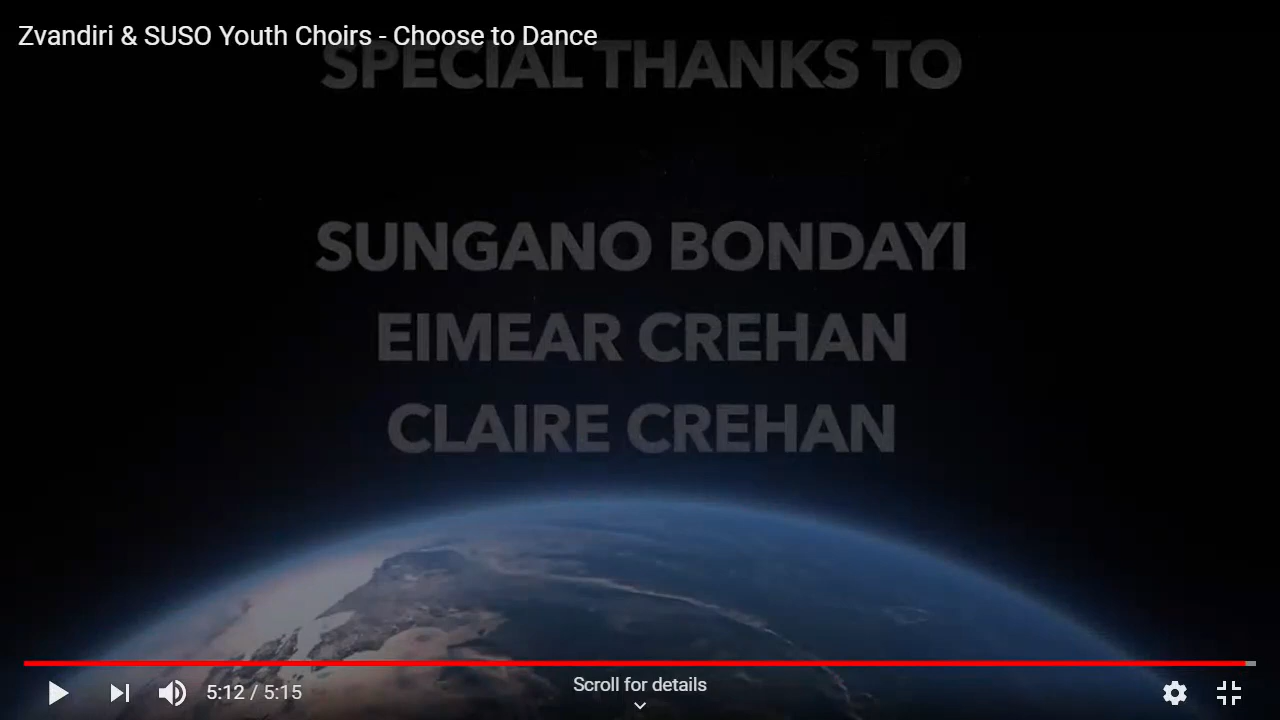 Zvandiri & SUSO Youth Choirs - Choose to Dance
SPECIAL THANKS TO
SUNGANO BONDAYI
EIMEAR CREHAN
CLAIRE CREHAN
5:12 / 5:15
Scroll for details